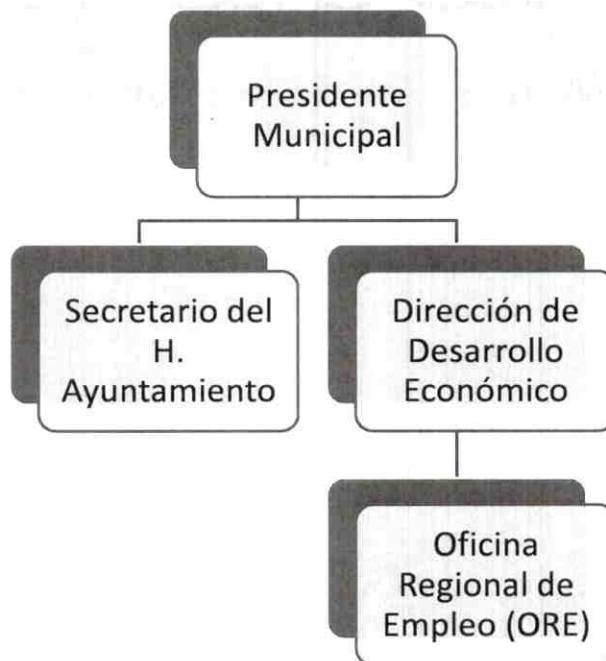 Presidente
Municipal
Secretario del
H.
Ayuntamiento
Dirección de
Desarrollo
Económico
Oficina
Regional de
Empleo (ORE)